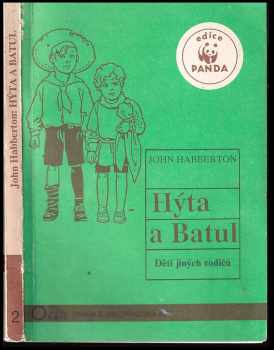 John Habberton: HÝTA A BATUL
2
edice
PANDA
JOHN HABBERTON
Hýta
a Batul
Děti jiných rodičů